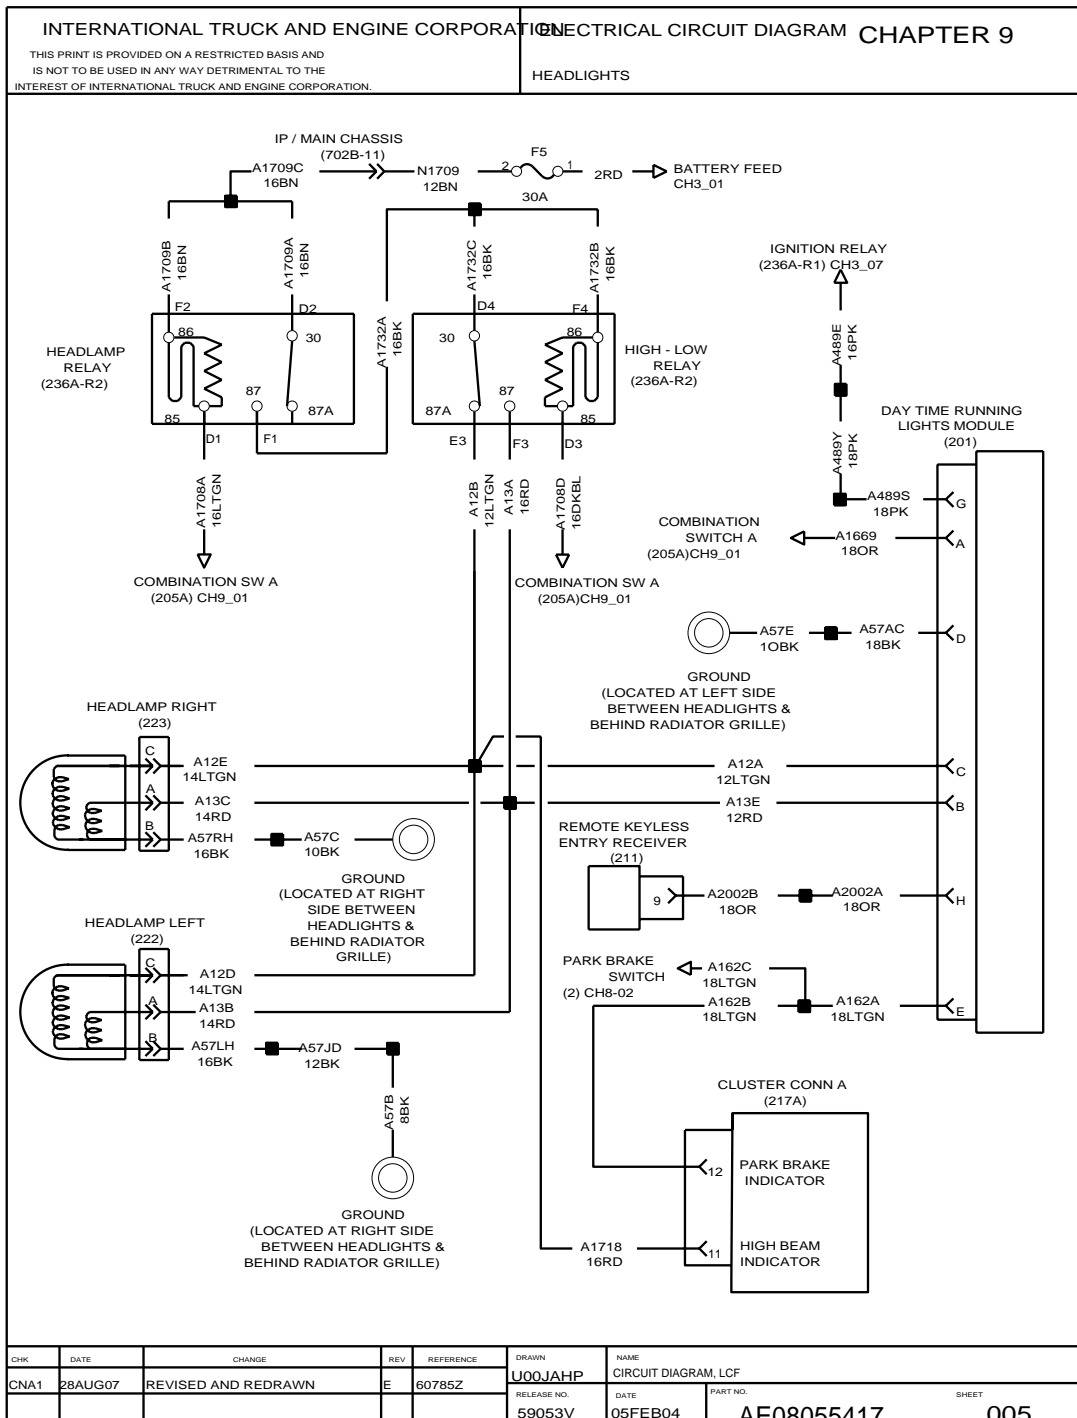 INTERNATIONAL TRUCK AND ENGINE CORPORATION
ELECTRICAL CIRCUIT DIAGRAM CHAPTER 9
THIS PRINT IS PROVIDED ON A RESTRICTED BASIS AND
IS NOT TO BE USED IN ANY WAY DETRIMENTAL TO THE
INTEREST OF INTERNATIONAL TRUCK AND ENGINE CORPORATION.
HEADLIGHTS
IP / MAIN CHASSIS
(702B-11)
A1709C
16BN
N1709
12BN
2
F5
1
30A
2RD
BATTERY FEED
CH3_01
A1709B
16BN
A1709A
16BN
A1732A
16BK
A1732C
16BK
A1732B
16BK
IGNITION RELAY
(236A-R1) CH3_07
A489E
16PK
A489Y
18PK
F2
D2
D4
F4
HEADLAMP
RELAY
(236A-R2)
86
30
87
85
87A
30
86
87
87A
85
HIGH - LOW
RELAY
(236A-R2)
D1
F1
E3
F3
D3
DAY TIME RUNNING
LIGHTS MODULE
(201)
A1708A
16LTGN
A12B
12LTGN
A13A
16RD
A1708D
16DKBL
A489S
18PK
G
COMBINATION
SWITCH A
(205A)CH9_01
A1669
18OR
A
COMBINATION SW A
(205A) CH9_01
COMBINATION SW A
(205A)CH9_01
A57E
1OBK
A57AC
18BK
D
GROUND
(LOCATED AT LEFT SIDE
BETWEEN HEADLIGHTS &
BEHIND RADIATOR GRILLE)
HEADLAMP RIGHT
(223)
C
A12E
14LTGN
A12A
12LTGN
C
A
A13C
14RD
A13E
12RD
B
B
A57RH
16BK
A57C
10BK
GROUND
(LOCATED AT RIGHT
SIDE BETWEEN
HEADLIGHTS &
BEHIND RADIATOR
GRILLE)
REMOTE KEYLESS
ENTRY RECEIVER
(211)
9
A2002B
18OR
A2002A
18OR
H
HEADLAMP LEFT
(222)
C
A12D
14LTGN
A
A13B
14RD
B
A57LH
16BK
A57JD
12BK
A57B
8BK
GROUND
(LOCATED AT RIGHT SIDE
BETWEEN HEADLIGHTS &
BEHIND RADIATOR GRILLE)
PARK BRAKE
SWITCH
(2) CH8-02
A162C
18LTGN
A162B
18LTGN
A162A
18LTGN
E
CLUSTER CONN A
(217A)
12
PARK BRAKE
INDICATOR
A1718
16RD
11
HIGH BEAM
INDICATOR
CHK DATE CHANGE REV REFERENCE
CNA1 28AUG07 REVISED AND REDRAWN E 60785Z
DRAWN
U00JAHP
NAME
CIRCUIT DIAGRAM, LCF
RELEASE NO.
59053V
DATE
05FEB04
PART NO.
AE08055417
SHEET
005